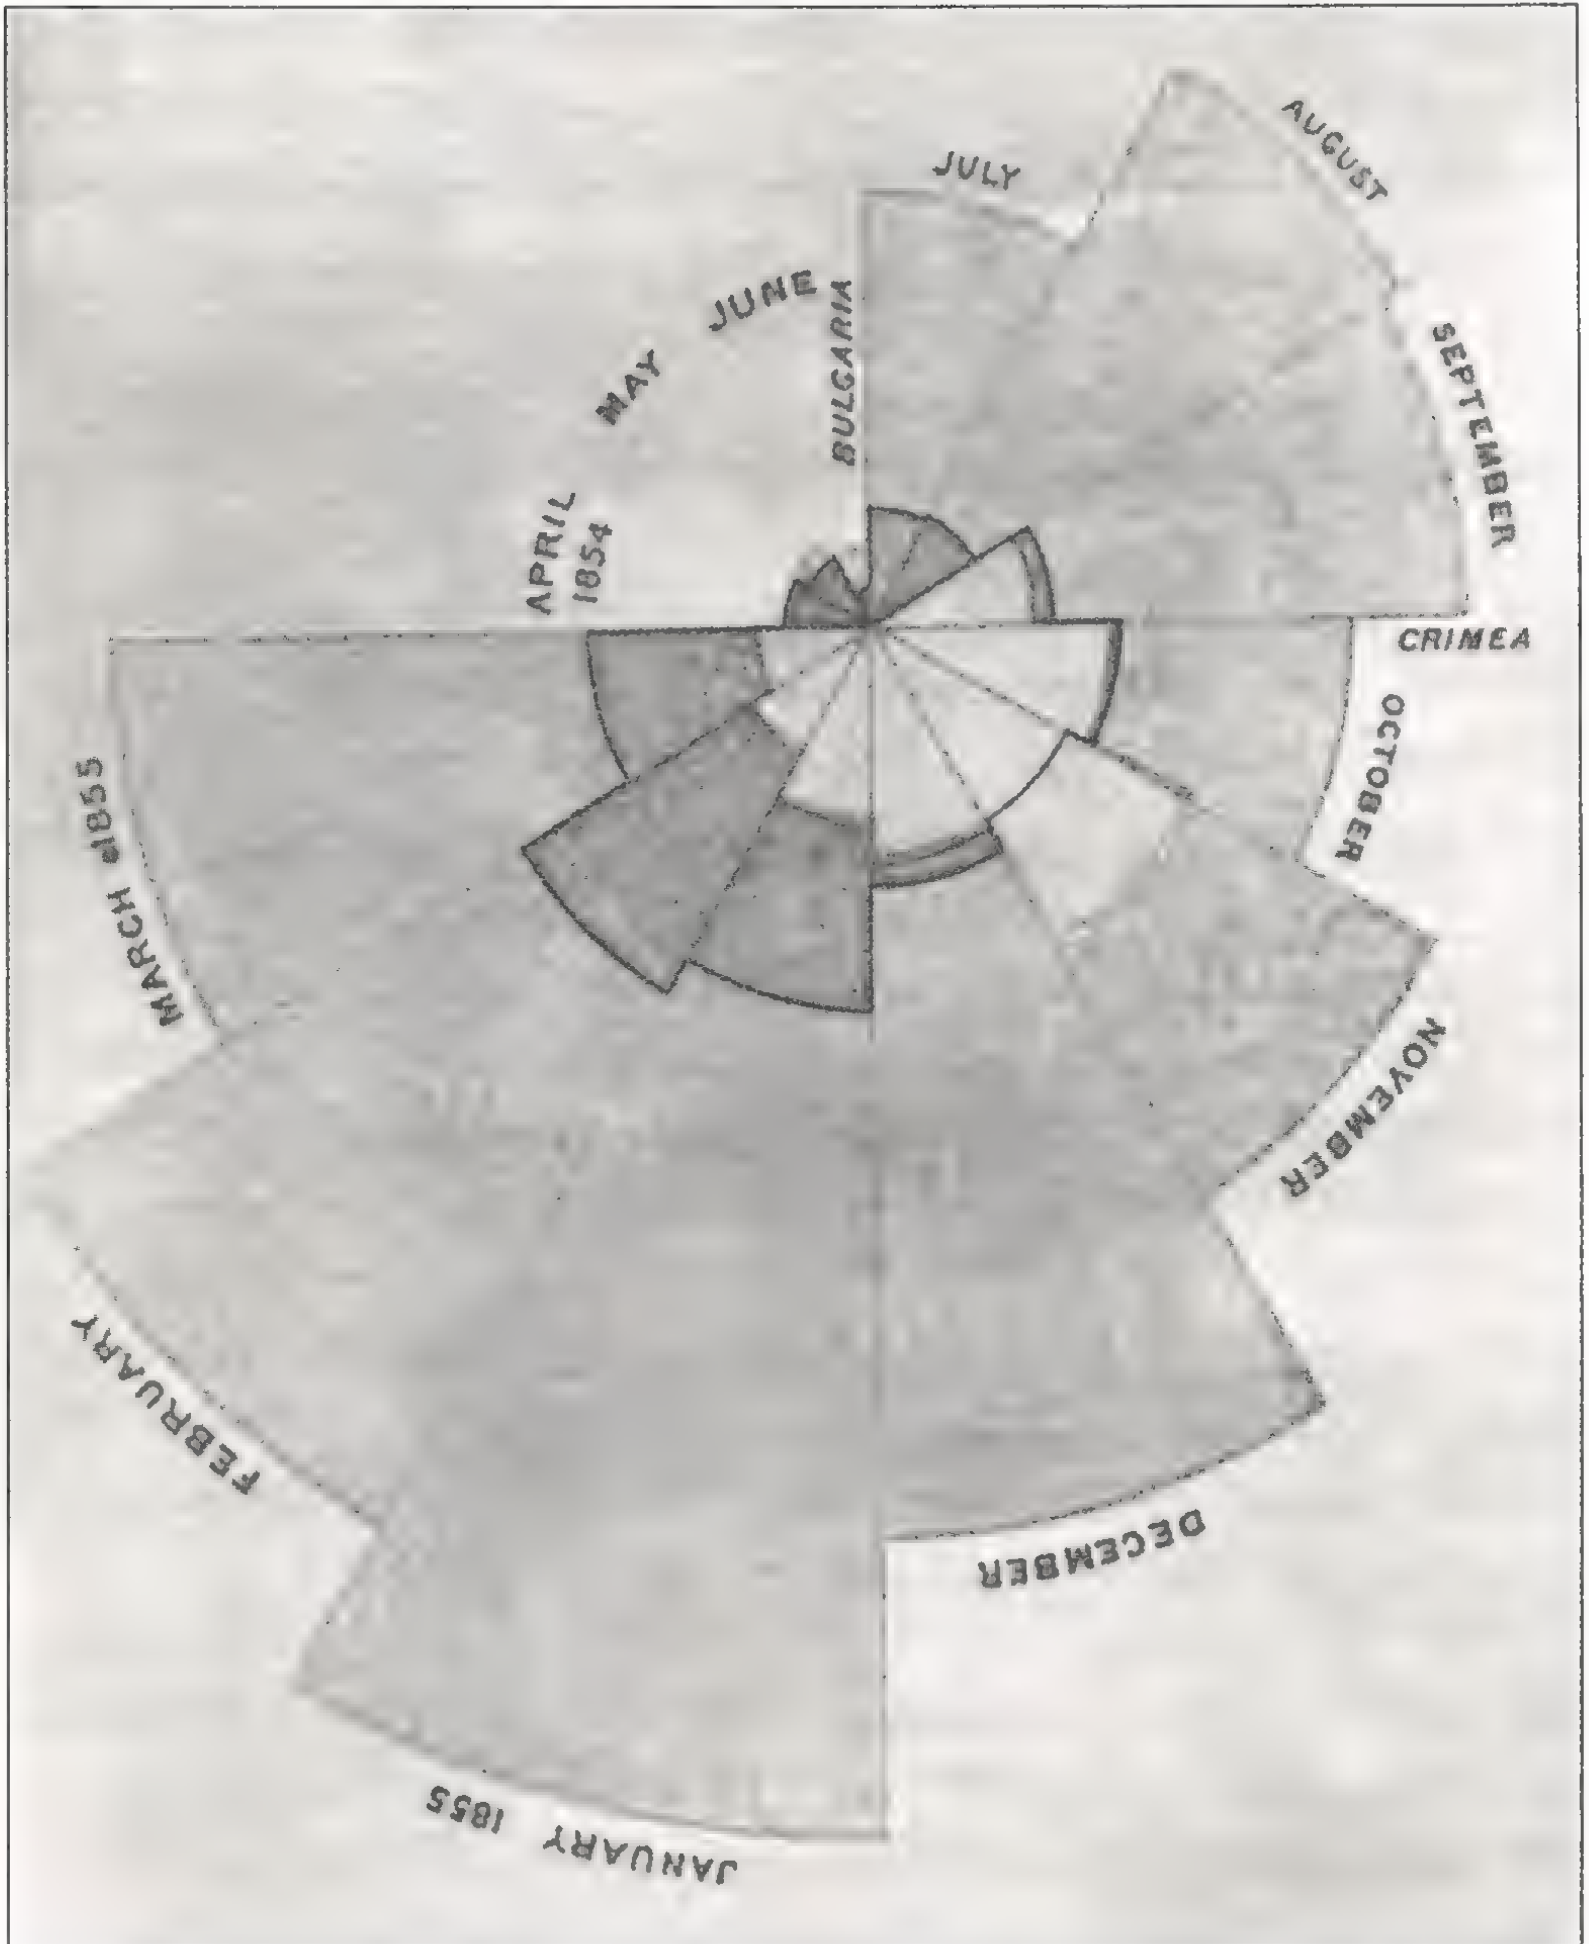 APRIL
1854
MAY
JUNE
BULGARIA
JULY
AUGUST
SEPTEMBER
CRIMEA
OCTOBER
NOVEMBER
DECEMBER
JANUARY 1855
FEBRUARY
MARCH 1855